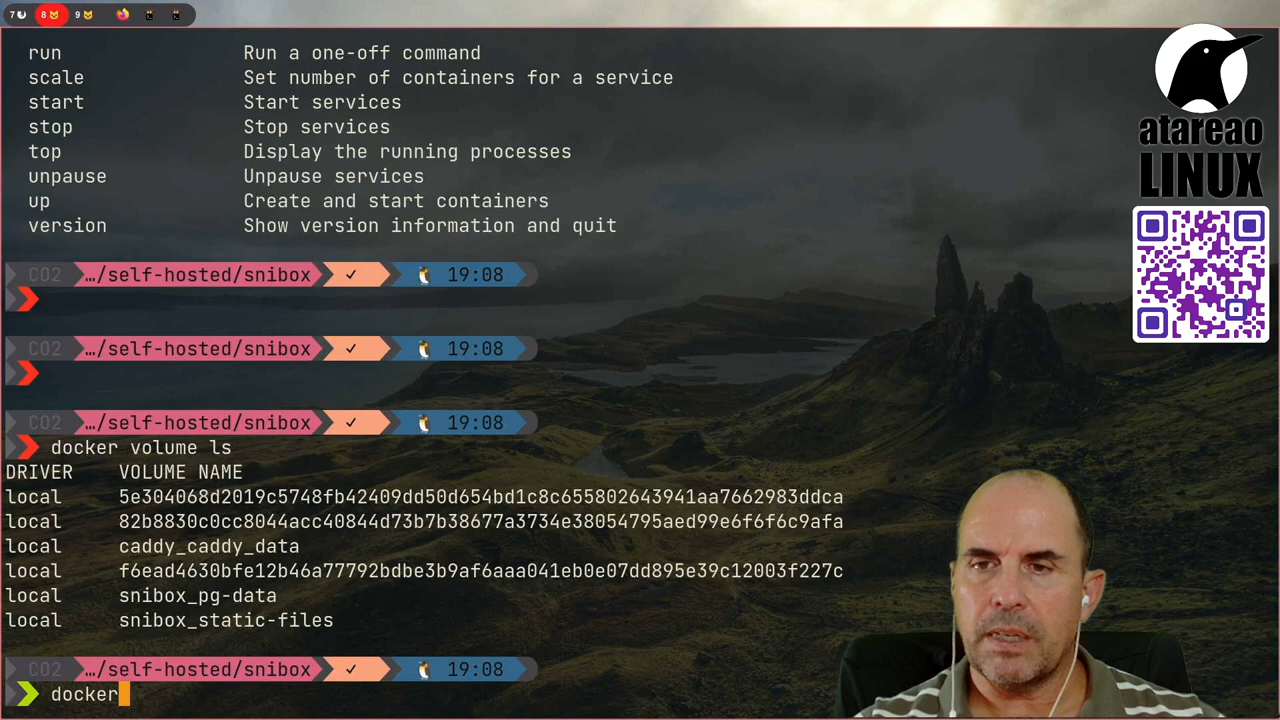 7 8 9
run Run a one-off command
scale Set number of containers for a service
start Start services
stop Stop services
top Display the running processes
unpause Unpause services
up Create and start containers
version Show version information and quit
CO2 …/self-hosted/snibox ✓ 19:08
CO2 …/self-hosted/snibox ✓ 19:08
CO2 …/self-hosted/snibox ✓ 19:08
docker volume ls
DRIVER VOLUME NAME
local 5e304068d2019c5748fb42409dd50d654bd1c8c655802643941aa7662983ddca
local 82b8830c0cc8044acc40844d73b7b38677a3734e38054795aed99e6f6f6c9afa
local caddy_caddy_data
local f6ead4630bfe12b46a77792bdbe3b9af6aaa041eb0e07dd895e39c12003f227c
local snibox_pg-data
local snibox_static-files
CO2 …/self-hosted/snibox ✓ 19:08
docker
atareao
LINUX